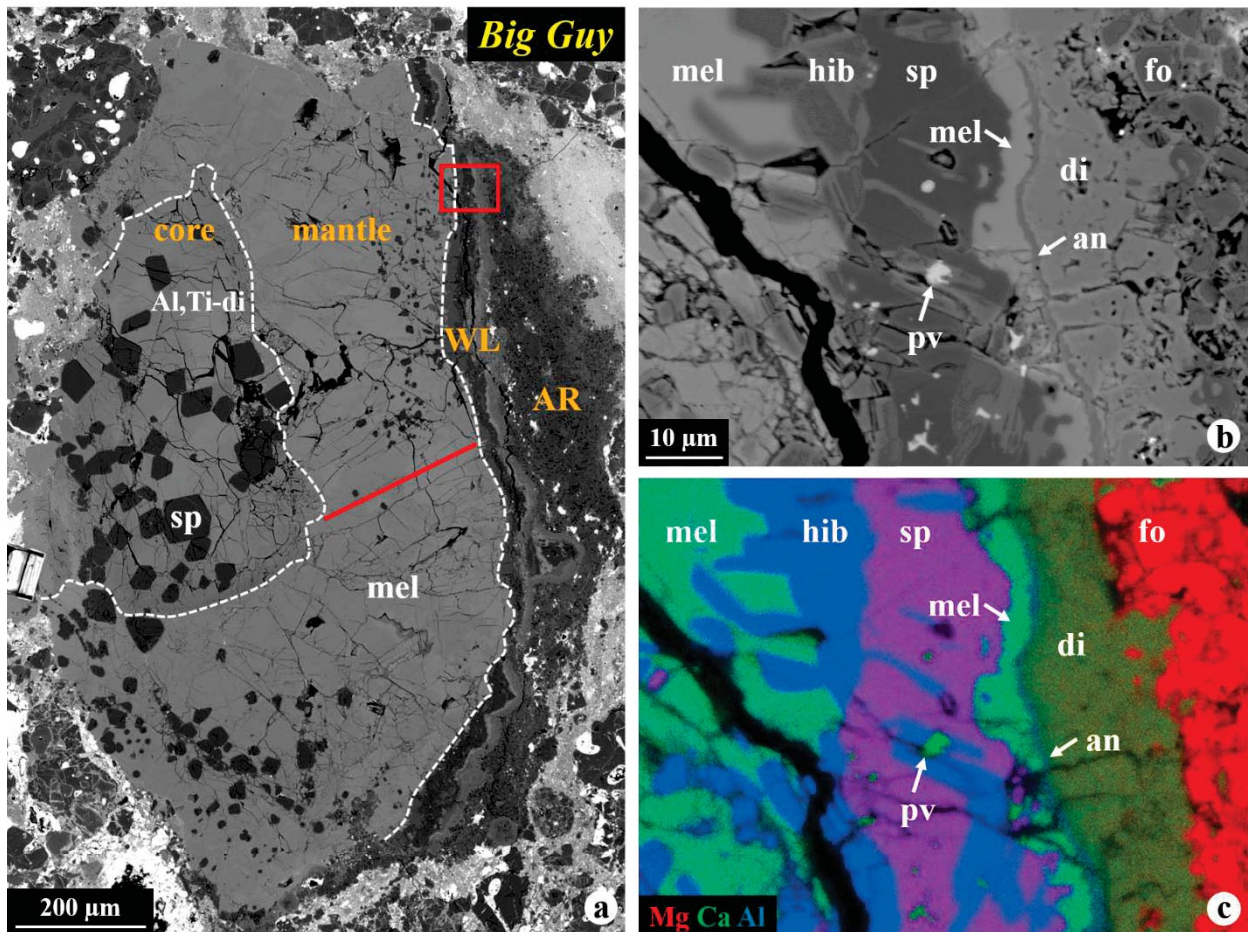 Big Guy
core
mantle
Al,Ti-di
WL
AR
sp
mel
200 µm
a
mel hib sp fo
mel
di
an
pv
10 µm
b
mel hib sp fo
mel
di
an
pv
Mg Ca Al
c